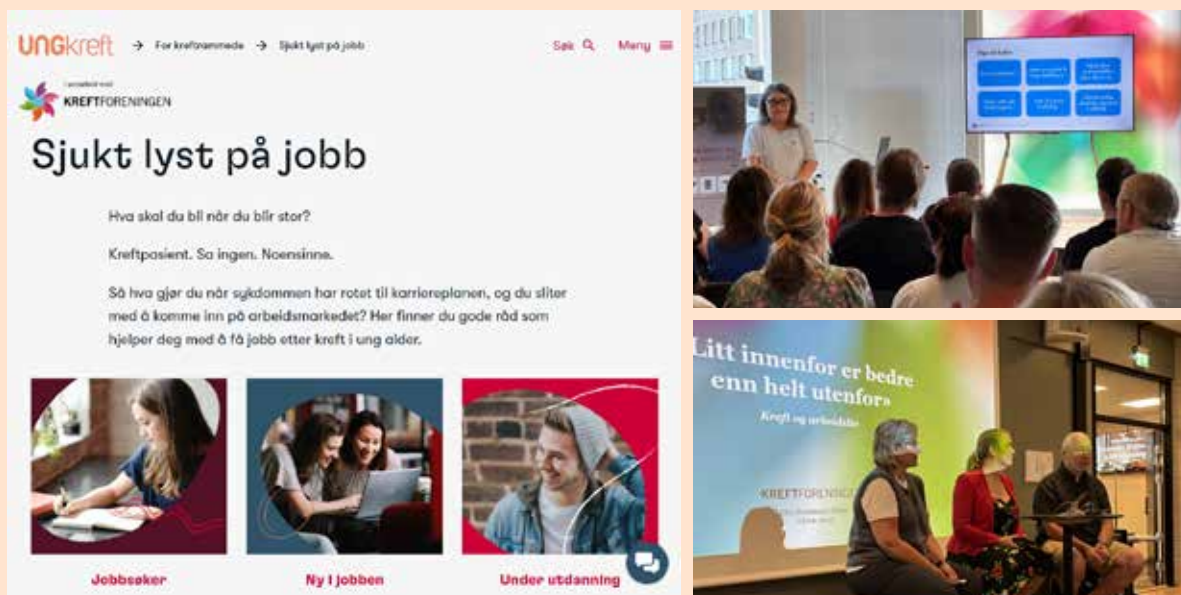 UNGkreft → For kreftrammede → Sjukt lyst på jobb
Søk Meny
I samarbeid med
KREFTFORENINGEN
Sjukt lyst på jobb
Hva skal du bli når du blir stor?
Kreftpasient. Sa ingen. Noensinne.
Så hva gjør du når sykdommen har rotet til karriereplanen, og du sliter
med å komme inn på arbeidsmarkedet? Her finner du gode råd som
hjelper deg med å få jobb etter kreft i ung alder.
Jobbsøker
Ny i jobben
Under utdanning
Litt innenfor er bedre
enn helt utenfor»
Kreft og arbeidsliv
KREFTFORENINGEN